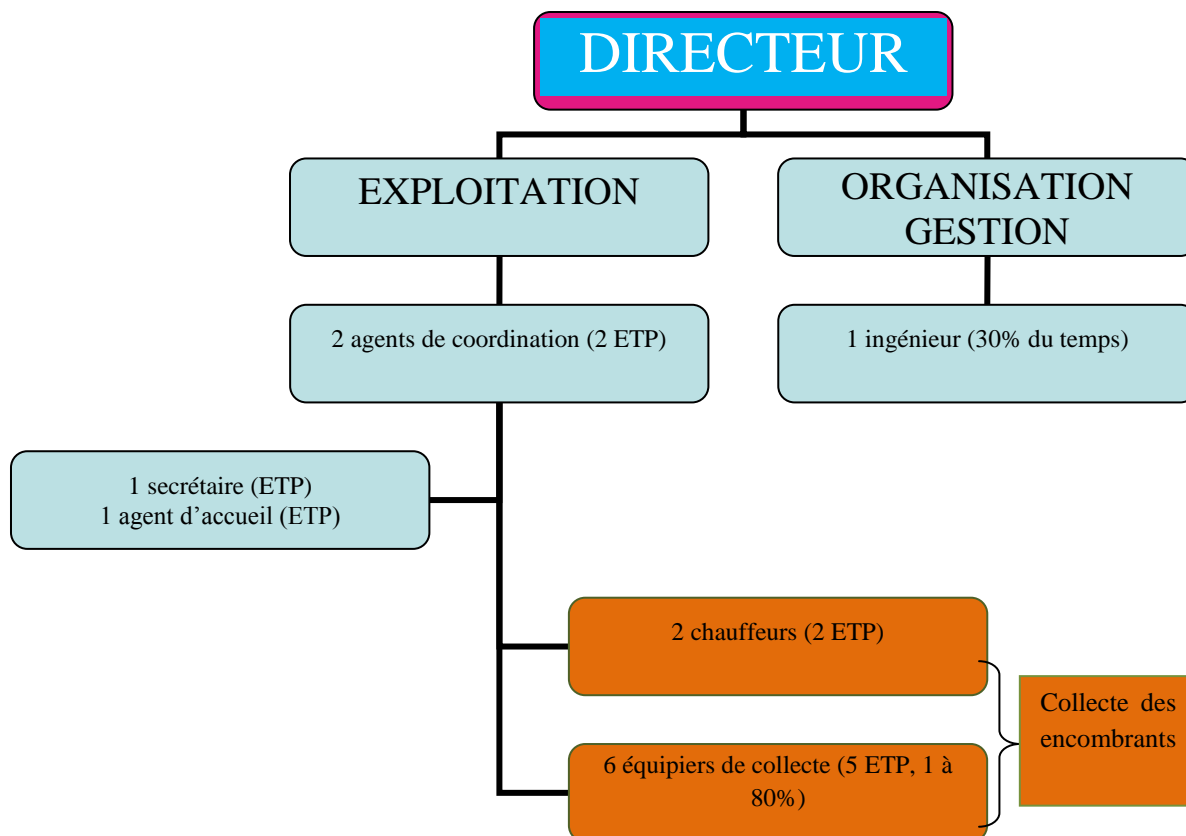 DIRECTEUR
EXPLOITATION
ORGANISATION
GESTION
2 agents de coordination (2 ETP)
1 ingénieur (30% du temps)
1 secrétaire (ETP)
1 agent d’accueil (ETP)
2 chauffeurs (2 ETP)
6 équipiers de collecte (5 ETP, 1 à
80%)
Collecte des
encombrants